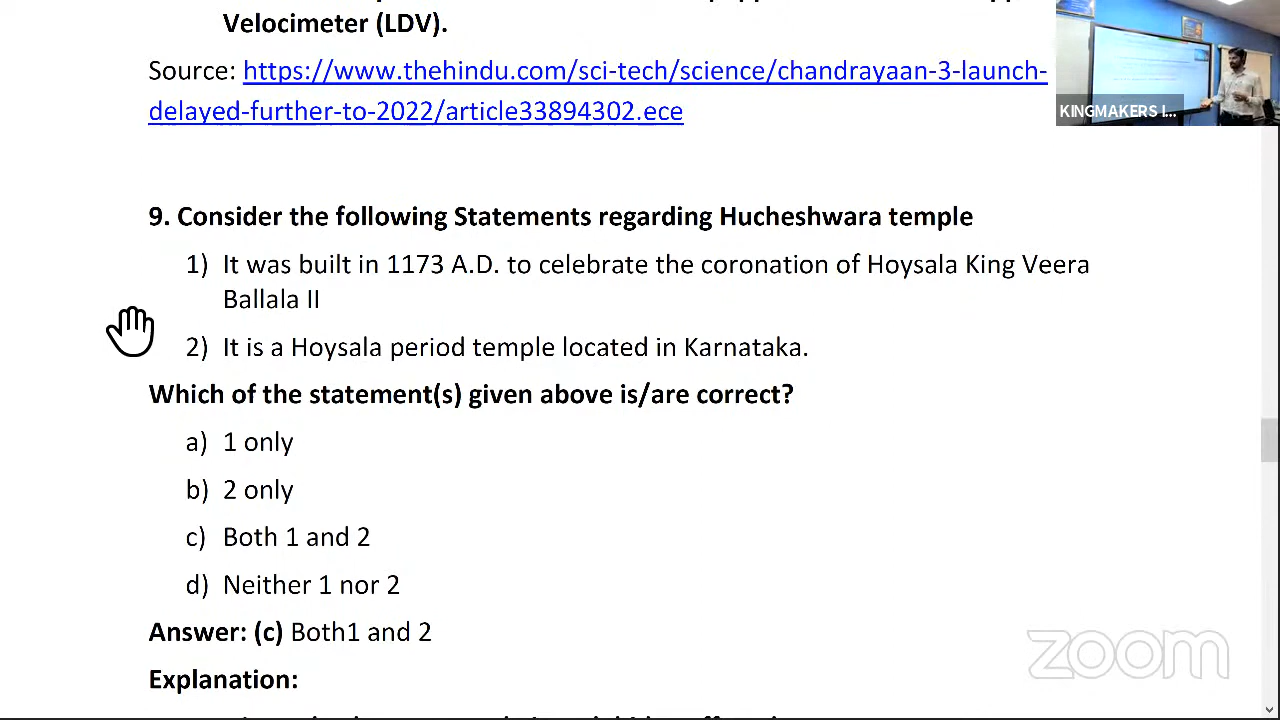 Velocimeter (LDV).
Source: https://www.thehindu.com/sci-tech/science/chandrayaan-3-launch-
delayed-further-to-2022/article33894302.ece
KINGMAKERS I...
9. Consider the following Statements regarding Hucheshwara temple
1) It was built in 1173 A.D. to celebrate the coronation of Hoysala King Veera
Ballala II
2) It is a Hoysala period temple located in Karnataka.
Which of the statement(s) given above is/are correct?
a) 1 only
b) 2 only
c) Both 1 and 2
d) Neither 1 nor 2
Answer: (c) Both1 and 2
Explanation:
zoom